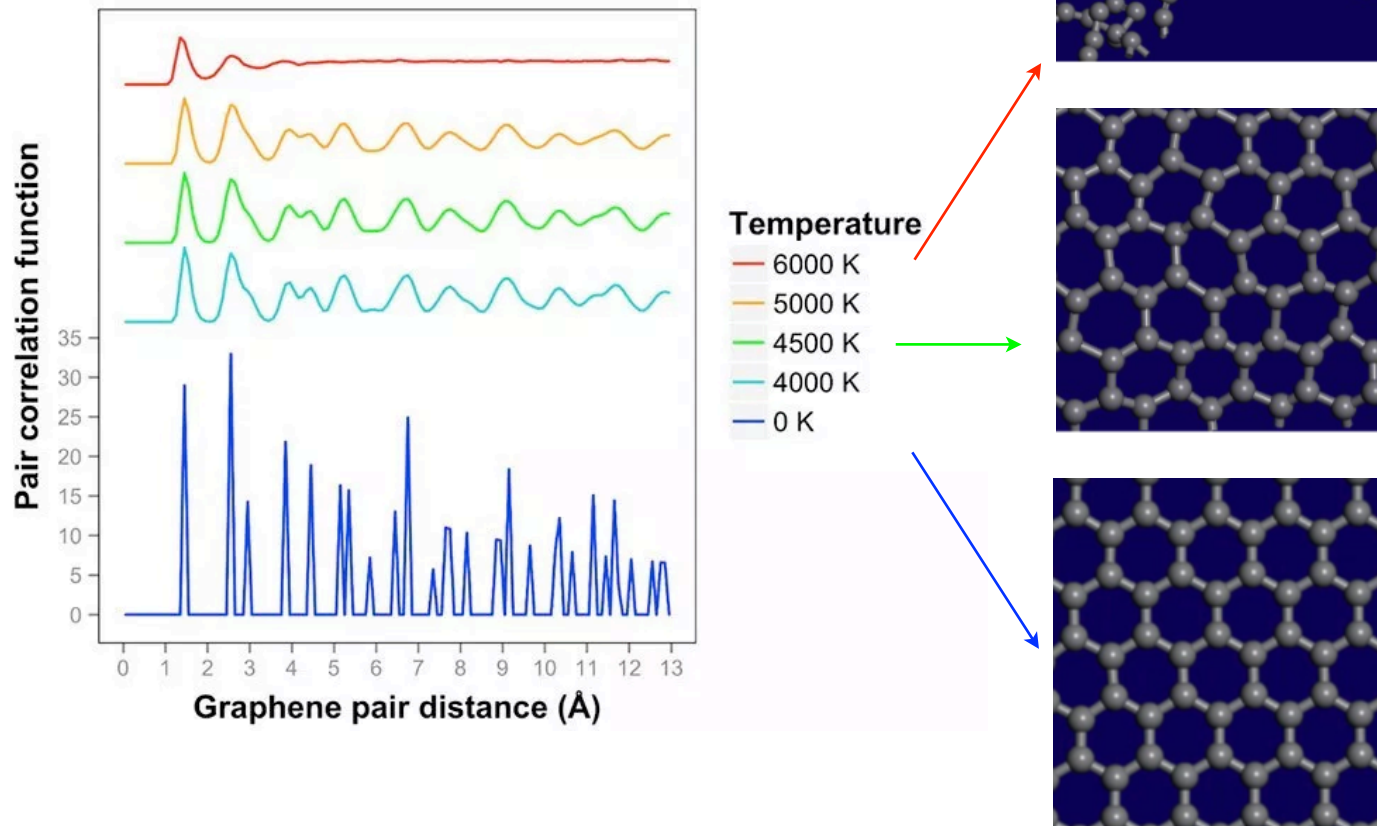 Pair correlation function
35
30
25
20
15
10
5
0
0 1 2 3 4 5 6 7 8 9 10 11 12 13
Graphene pair distance (Å)
Temperature
6000 K
5000 K
4500 K
4000 K
0 K